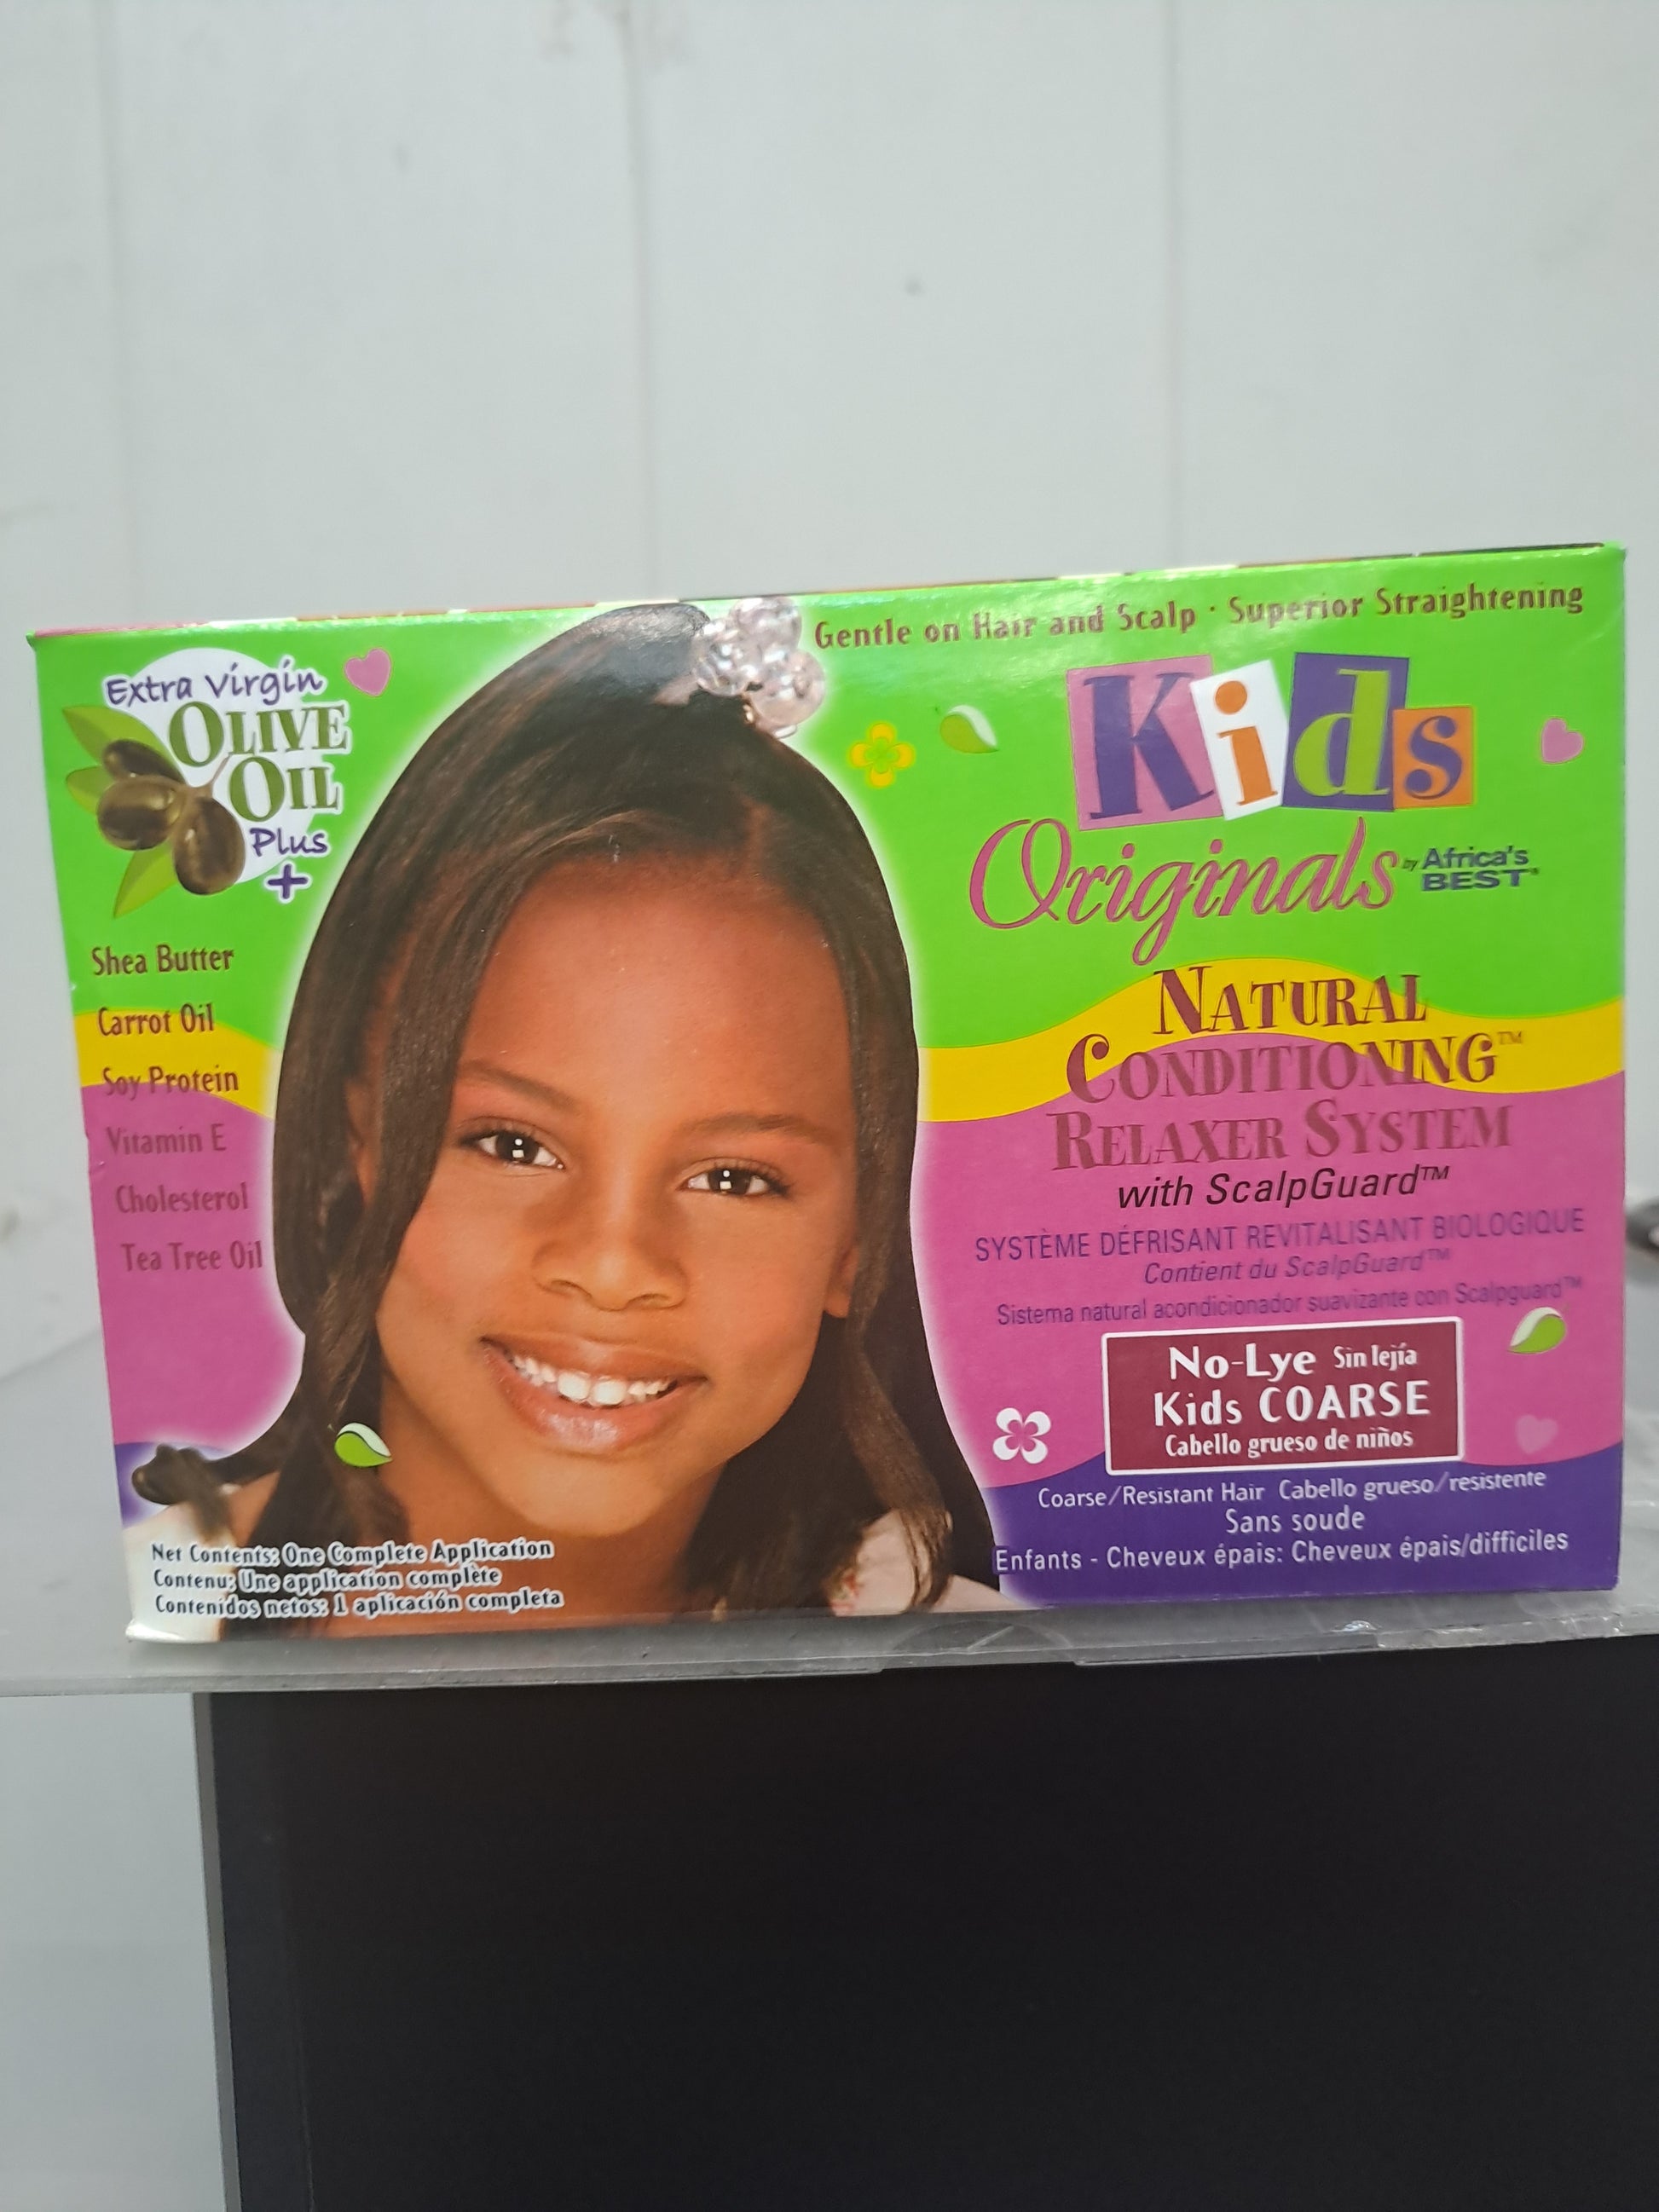 Gentle on Hair and Scalp · Superior Straightening
Extra Virgin
OLIVE
OIL
Plus
+
Shea Butter
Carrot Oil
Soy Protein
Vitamin E
Cholesterol
Tea Tree Oil
Kids
Originals by Africa's
BEST®
NATURAL
CONDITIONING™
RELAXER SYSTEM
with ScalpGuard™
SYSTÈME DÉFRISANT REVITALISANT BIOLOGIQUE
Contient du ScalpGuard™
Sistema natural acondicionador suavizante con Scalpguard™
No-Lye Sin lejía
Kids COARSE
Cabello grueso de niños
Coarse/Resistant Hair Cabello grueso/resistente
Sans soude
Enfants - Cheveux épais: Cheveux épais/difficiles
Net Contents: One Complete Application
Contenu: Une application complète
Contenidos netos: 1 aplicación completa